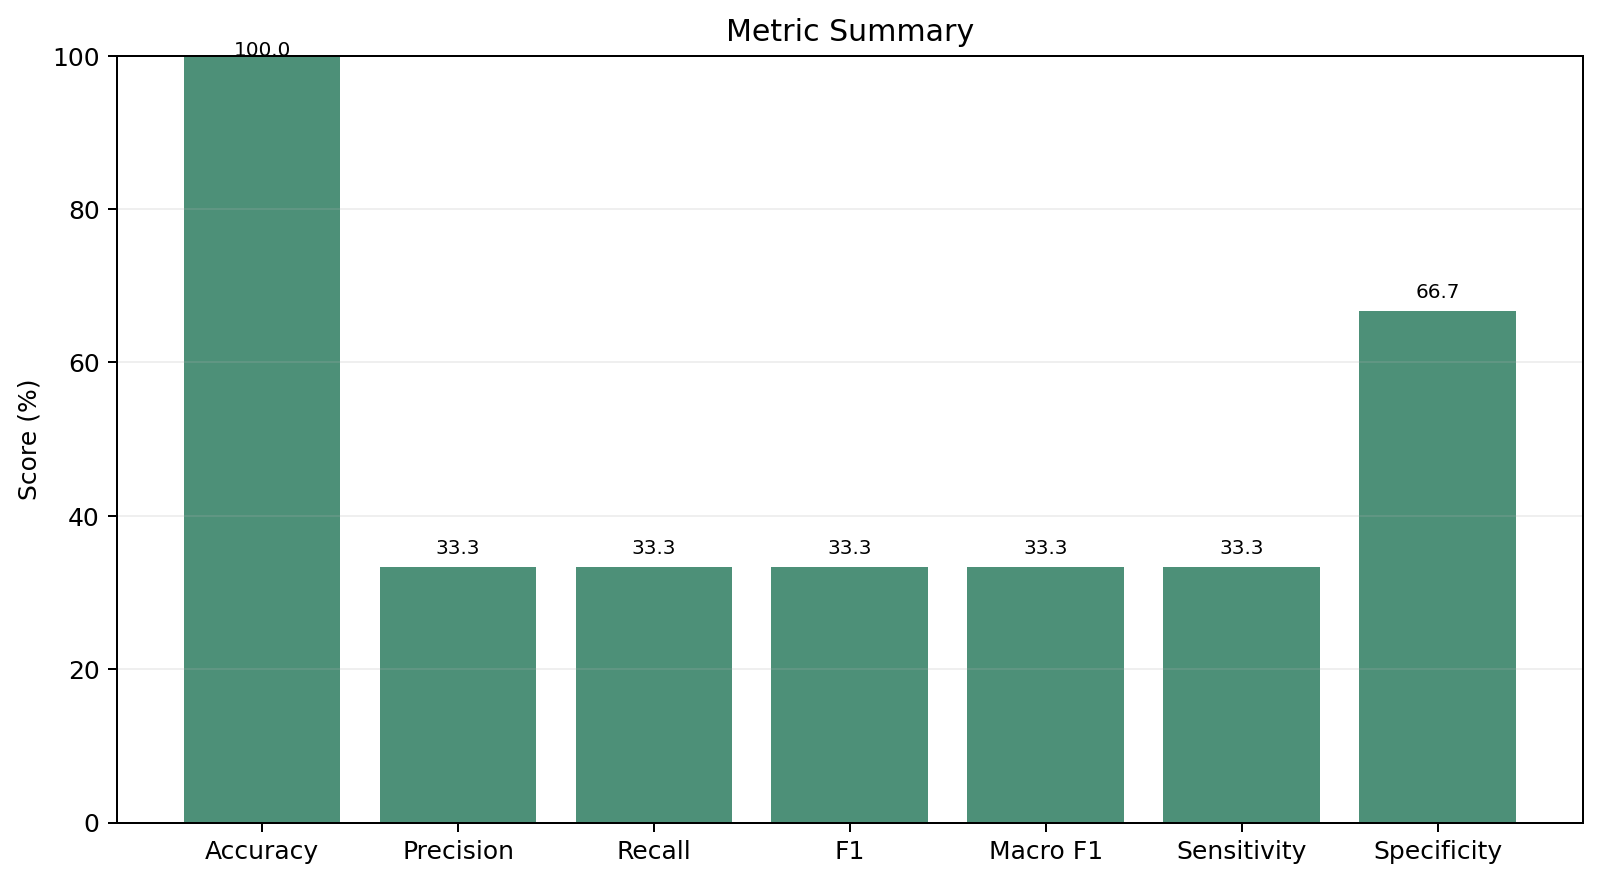 Metric Summary
100.0
100
80
66.7
60
Score (%)
40
33.3 33.3 33.3 33.3 33.3
20
0
Accuracy Precision Recall F1 Macro F1 Sensitivity Specificity